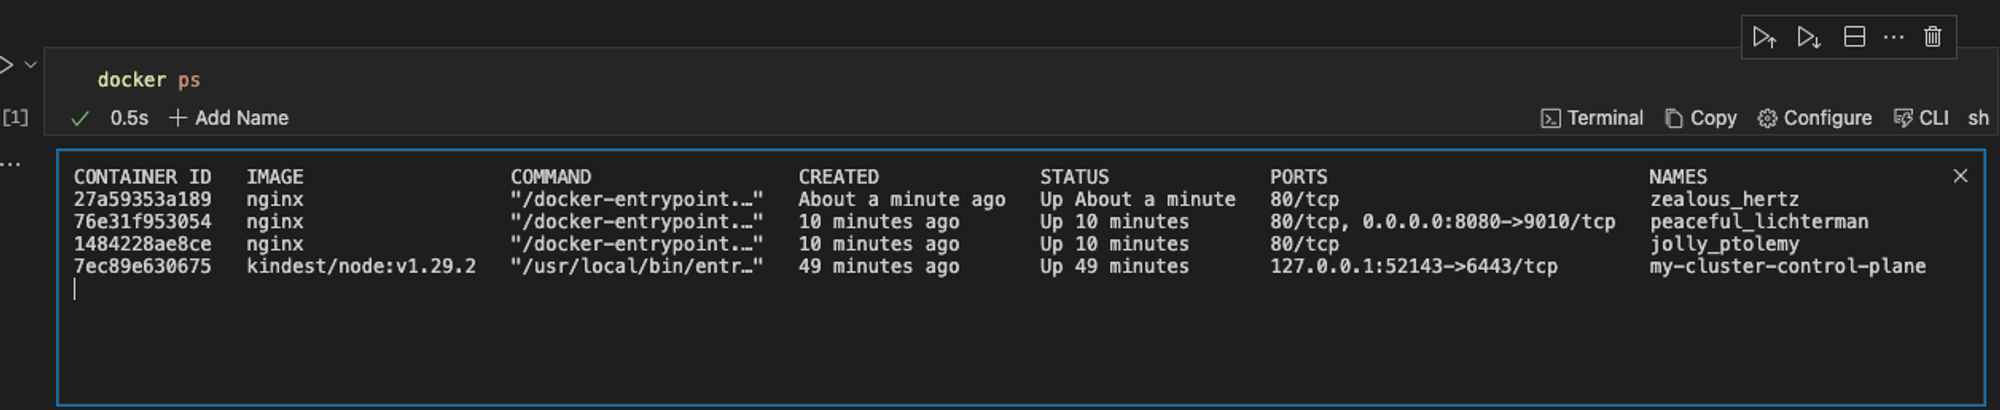 docker ps
[1] 0.5s Add Name Terminal Copy Configure CLI sh
CONTAINER ID IMAGE COMMAND CREATED STATUS PORTS NAMES
27a59353a189 nginx "/docker-entrypoint.…" About a minute ago Up About a minute 80/tcp zealous_hertz
76e31f953054 nginx "/docker-entrypoint.…" 10 minutes ago Up 10 minutes 80/tcp, 0.0.0.0:8080->9010/tcp peaceful_lichterman
1484228ae8ce nginx "/docker-entrypoint.…" 10 minutes ago Up 10 minutes 80/tcp jolly_ptolemy
7ec89e630675 kindest/node:v1.29.2 "/usr/local/bin/entr…" 49 minutes ago Up 49 minutes 127.0.0.1:52143->6443/tcp my-cluster-control-plane